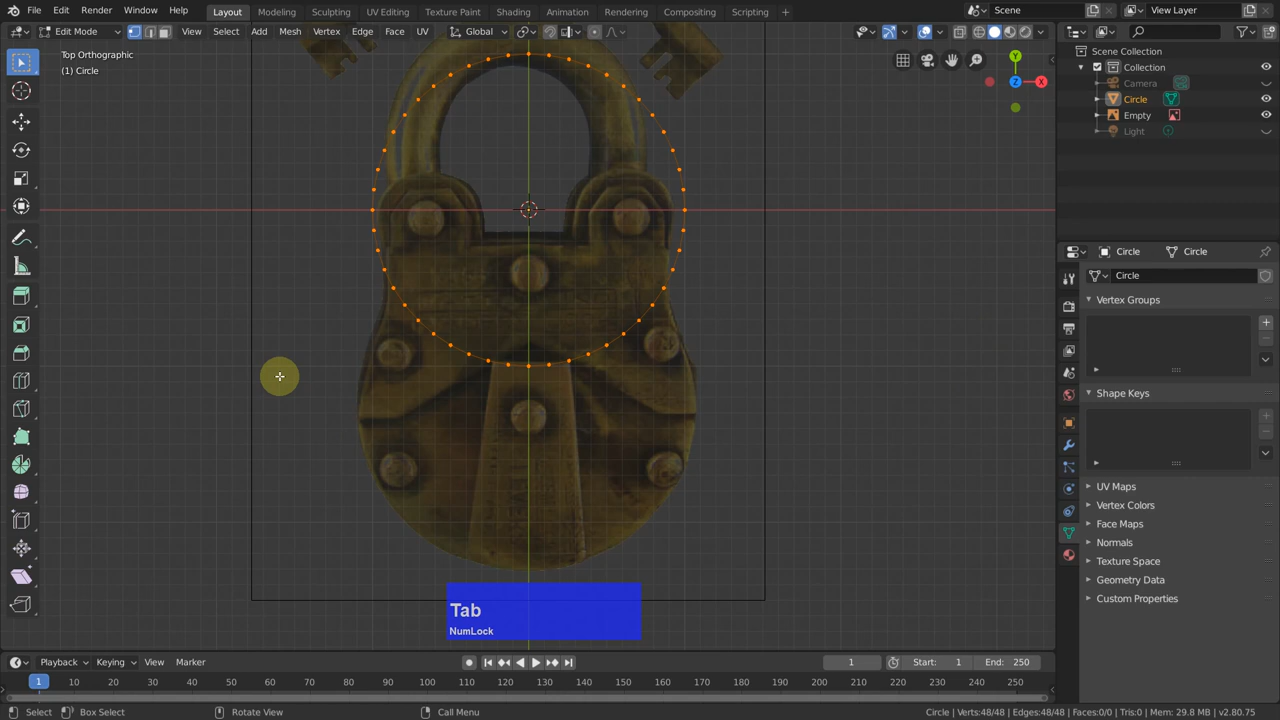 File Edit Render Window Help Layout Modeling Sculpting UV Editing Texture Paint Shading Animation Rendering Compositing Scripting + Scene View Layer
Edit Mode View Select Add Mesh Vertex Edge Face UV Global
Top Orthographic
(1) Circle
Y
Z
X
Scene Collection
Collection
Camera
Circle
Empty
Light
Circle Circle
Circle
Vertex Groups
Shape Keys
UV Maps
Vertex Colors
Face Maps
Normals
Texture Space
Geometry Data
Custom Properties
Tab
NumLock
Playback Keying View Marker 1 Start: 1 End: 250
1 10 20 30 40 50 60 70 80 90 100 110 120 130 140 150 160 170 180 190 200 210 220 230 240 250
Select Box Select Rotate View Call Menu Circle | Verts:48/48 | Edges:48/48 | Faces:0/0 | Tris:0 | Mem: 29.8 MB | v2.80.75